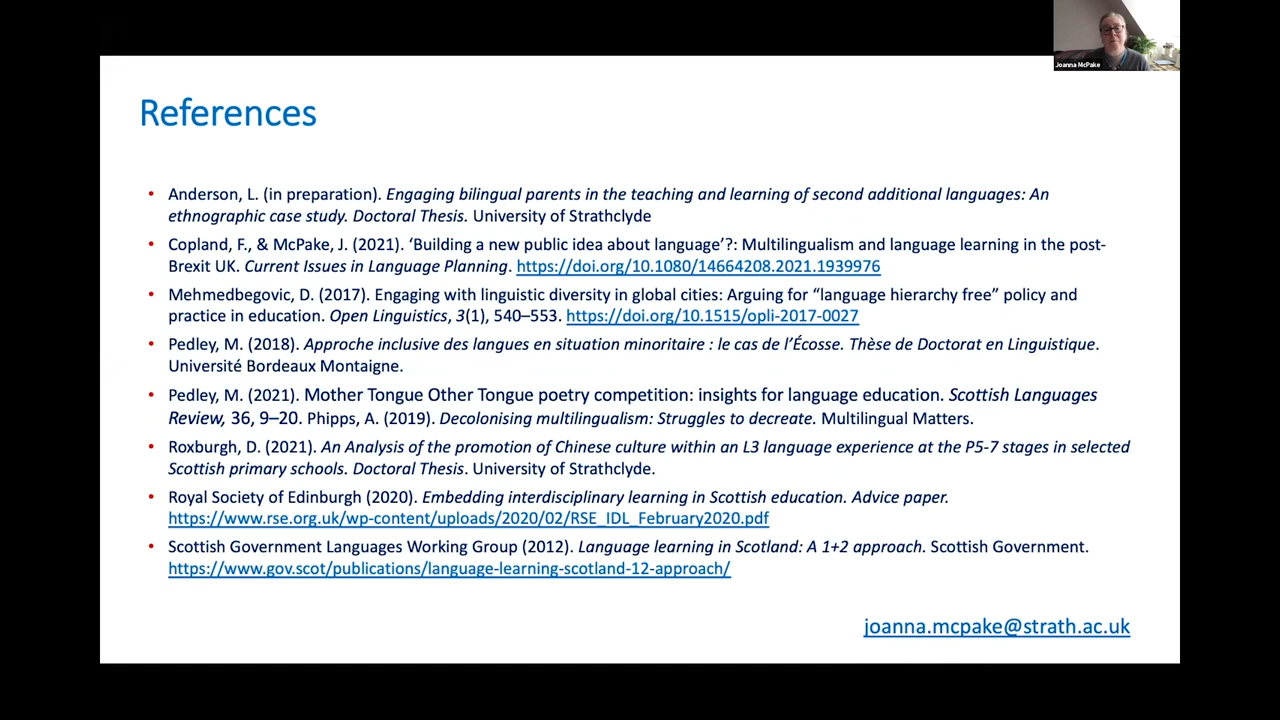 Joanna McPake
References
• Anderson, L. (in preparation). Engaging bilingual parents in the teaching and learning of second additional languages: An
ethnographic case study. Doctoral Thesis. University of Strathclyde
• Copland, F., & McPake, J. (2021). ‘Building a new public idea about language’?: Multilingualism and language learning in the post-
Brexit UK. Current Issues in Language Planning. https://doi.org/10.1080/14664208.2021.1939976
• Mehmedbegovic, D. (2017). Engaging with linguistic diversity in global cities: Arguing for “language hierarchy free” policy and
practice in education. Open Linguistics, 3(1), 540–553. https://doi.org/10.1515/opli-2017-0027
• Pedley, M. (2018). Approche inclusive des langues en situation minoritaire : le cas de l’Écosse. Thèse de Doctorat en Linguistique.
Université Bordeaux Montaigne.
• Pedley, M. (2021). Mother Tongue Other Tongue poetry competition: insights for language education. Scottish Languages
Review, 36, 9–20. Phipps, A. (2019). Decolonising multilingualism: Struggles to decreate. Multilingual Matters.
• Roxburgh, D. (2021). An Analysis of the promotion of Chinese culture within an L3 language experience at the P5-7 stages in selected
Scottish primary schools. Doctoral Thesis. University of Strathclyde.
• Royal Society of Edinburgh (2020). Embedding interdisciplinary learning in Scottish education. Advice paper.
https://www.rse.org.uk/wp-content/uploads/2020/02/RSE_IDL_February2020.pdf
• Scottish Government Languages Working Group (2012). Language learning in Scotland: A 1+2 approach. Scottish Government.
https://www.gov.scot/publications/language-learning-scotland-12-approach/
joanna.mcpake@strath.ac.uk